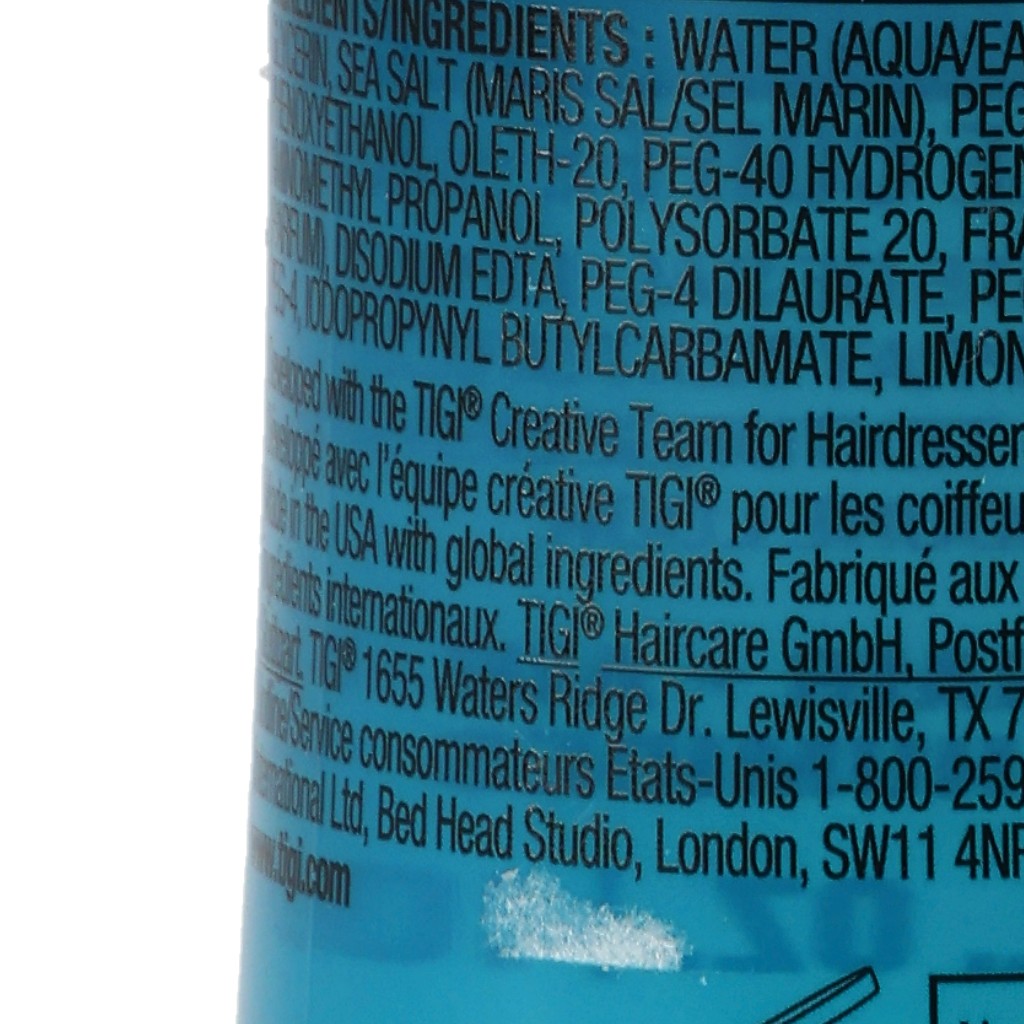 INGREDIENTS/INGREDIENTS : WATER (AQUA/EA
SEA SALT (MARIS SAL/SEL MARIN), PEG
OLETH-20, PEG-40 HYDROGEN
PROPANOL, POLYSORBATE 20, FRA
DISODIUM EDTA, PEG-4 DILAURATE, PE
IODOPROPYNYL BUTYLCARBAMATE, LIMON
with the TIGI® Creative Team for Hairdresser
avec l'équipe créative TIGI® pour les coiffeu
in the USA with global ingredients. Fabriqué aux
internationaux. TIGI® Haircare GmbH, Postf
TIGI® 1655 Waters Ridge Dr. Lewisville, TX 7
Service consommateurs États-Unis 1-800-259
Ltd, Bed Head Studio, London, SW11 4NR
www.tigi.com